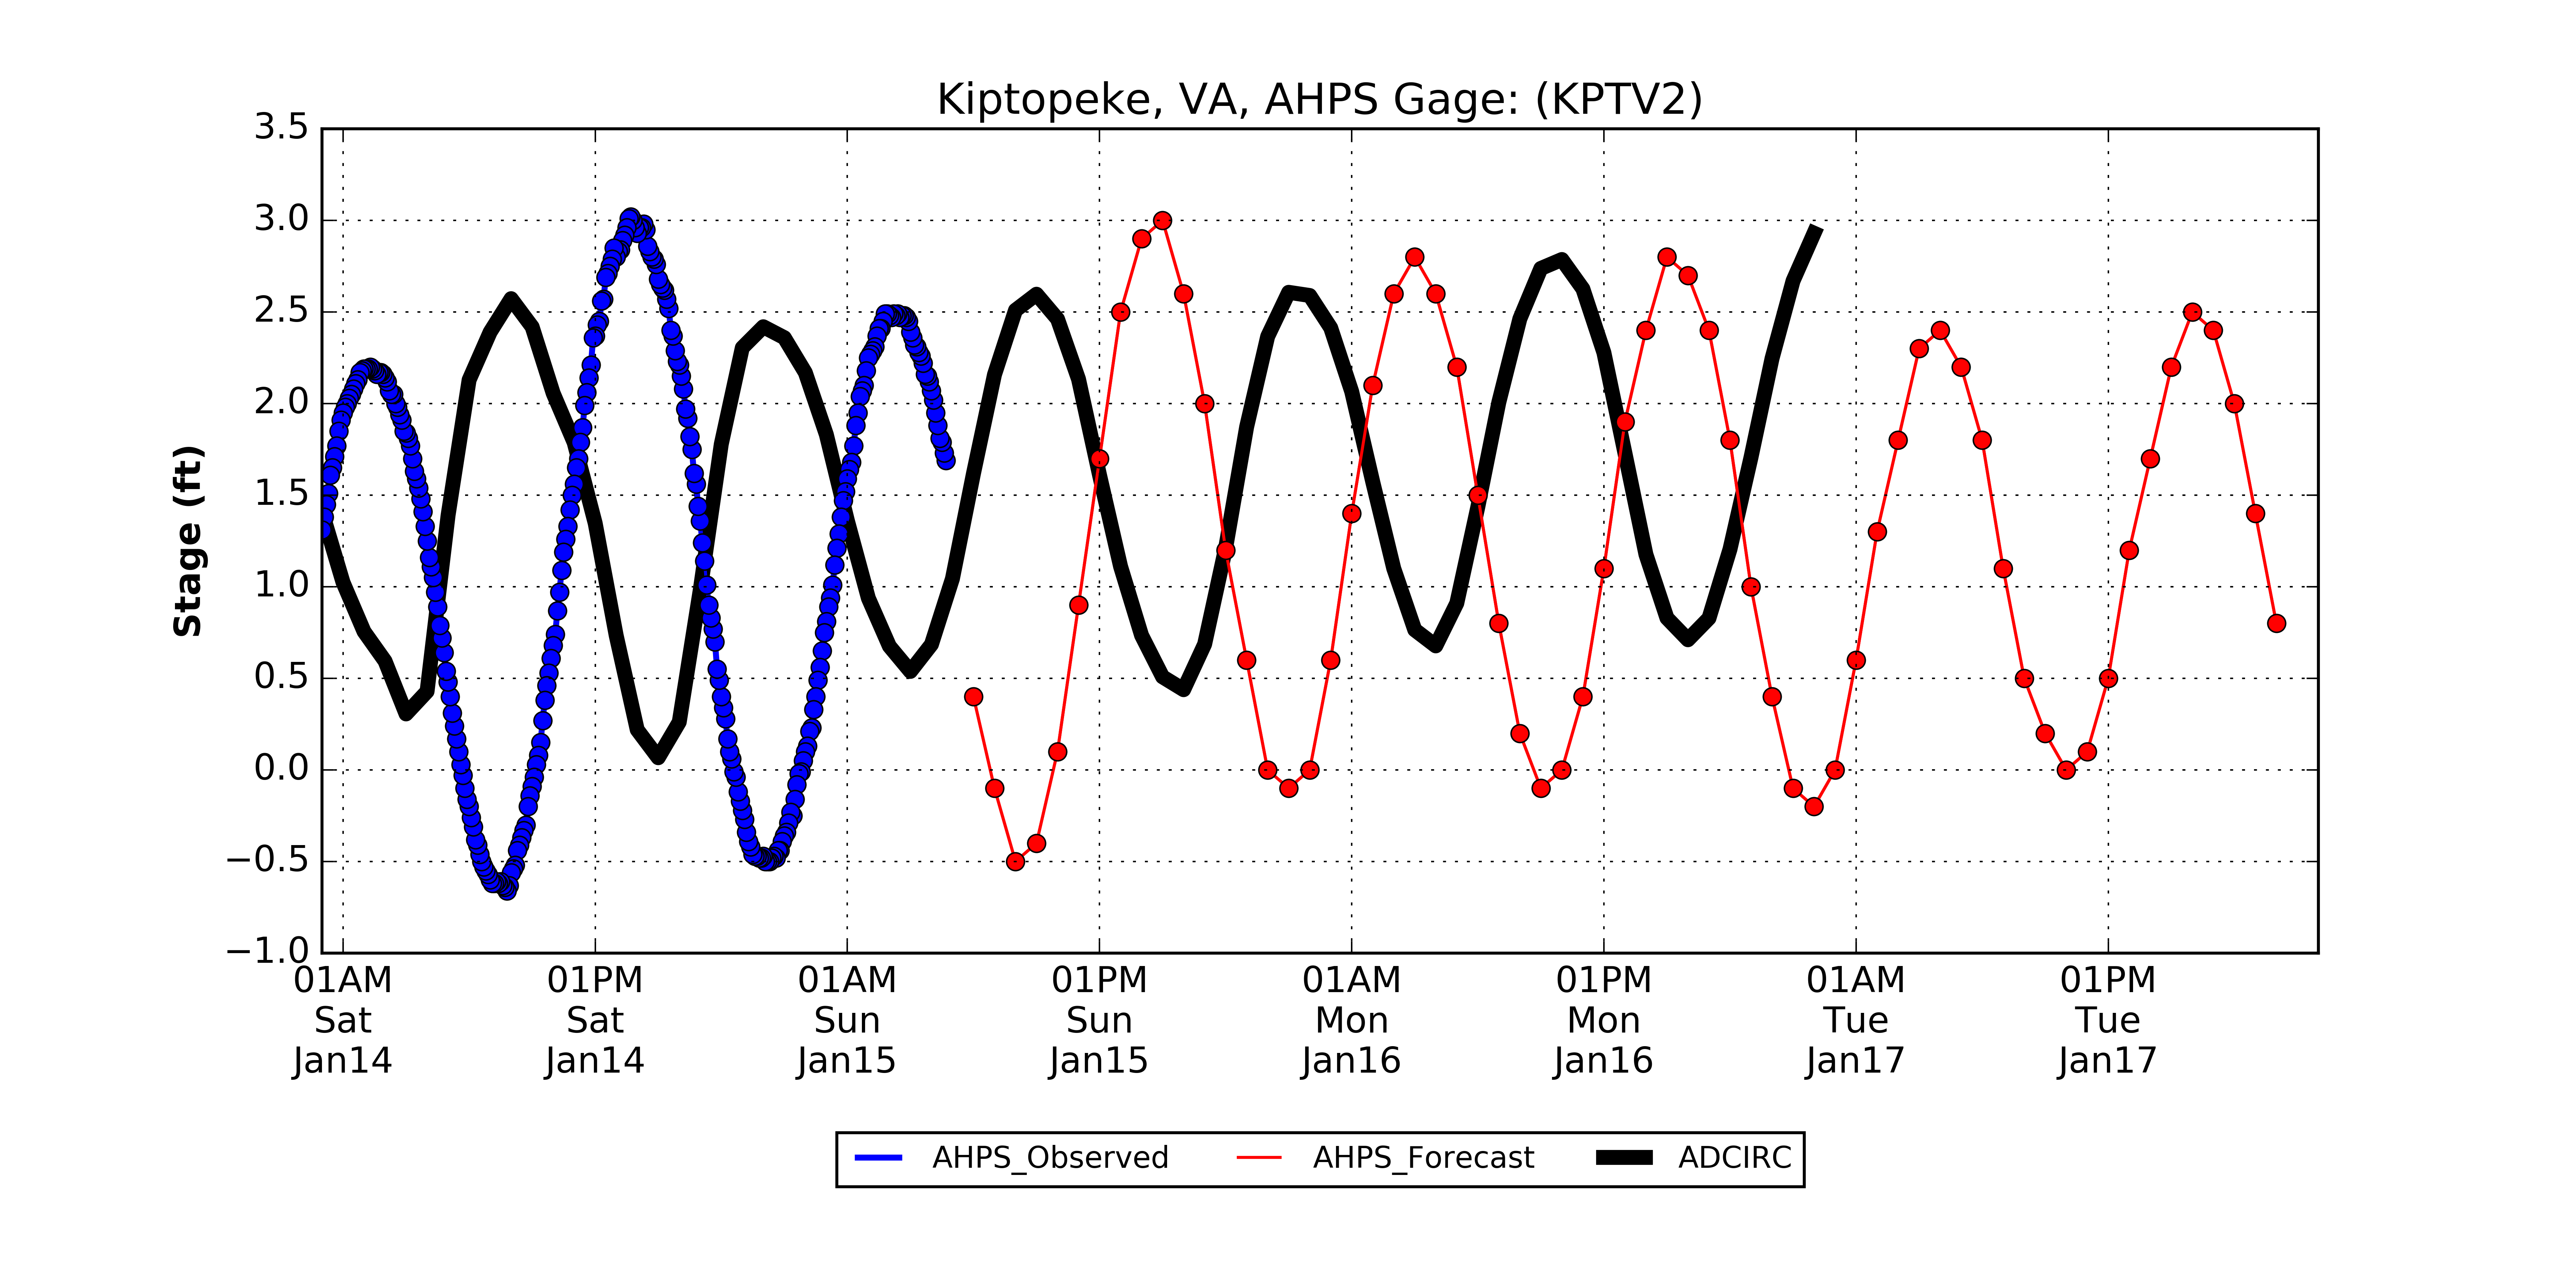 Kiptopeke, VA, AHPS Gage: (KPTV2)
3.5
3.0
2.5
2.0
1.5
1.0
0.5
0.0
−0.5
−1.0
Stage (ft)
01AM 01PM 01AM 01PM 01AM 01PM 01AM 01PM
Sat Sat Sun Sun Mon Mon Tue Tue
Jan14 Jan14 Jan15 Jan15 Jan16 Jan16 Jan17 Jan17
AHPS_Observed AHPS_Forecast ADCIRC